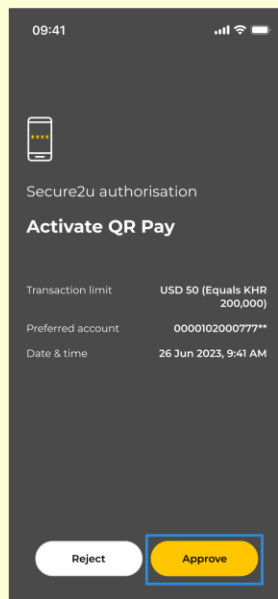 09:41
Secure2u authorisation
Activate QR Pay
Transaction limit USD 50 (Equals KHR
200,000)
Preferred account 0000102000777**
Date & time 26 Jun 2023, 9:41 AM
Reject Approve